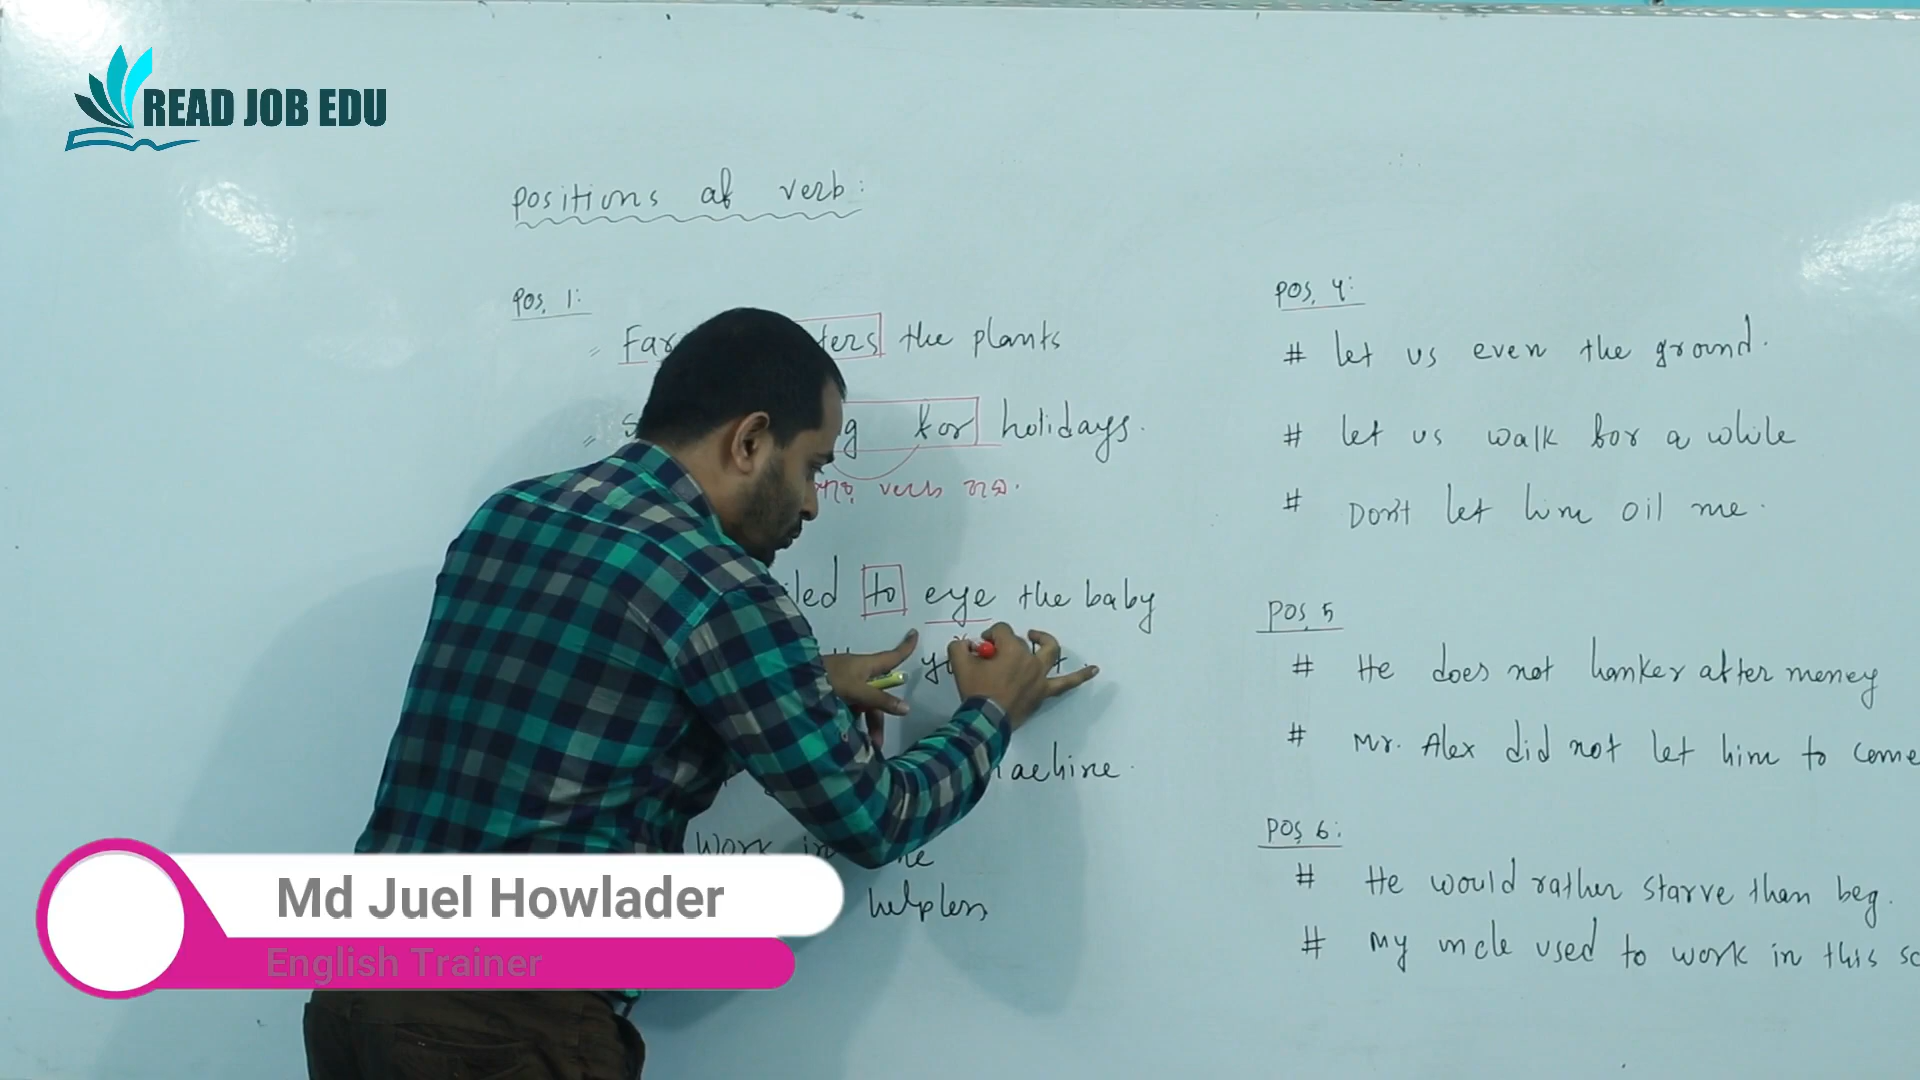 READ JOB EDU
Positions of verb:
Pos. 1:
the plants
for holidays.
verb
to eye the baby
machine.
work in
helpless
Pos. 4:
# let us even the ground.
# let us walk for a while
# Don't let him oil me.
Pos. 5
# He does not hanker after money
# Mr. Alex did not let him to come
Pos 6:
# He would rather starve than beg.
# My uncle used to work in this
Md Juel Howlader
English Trainer